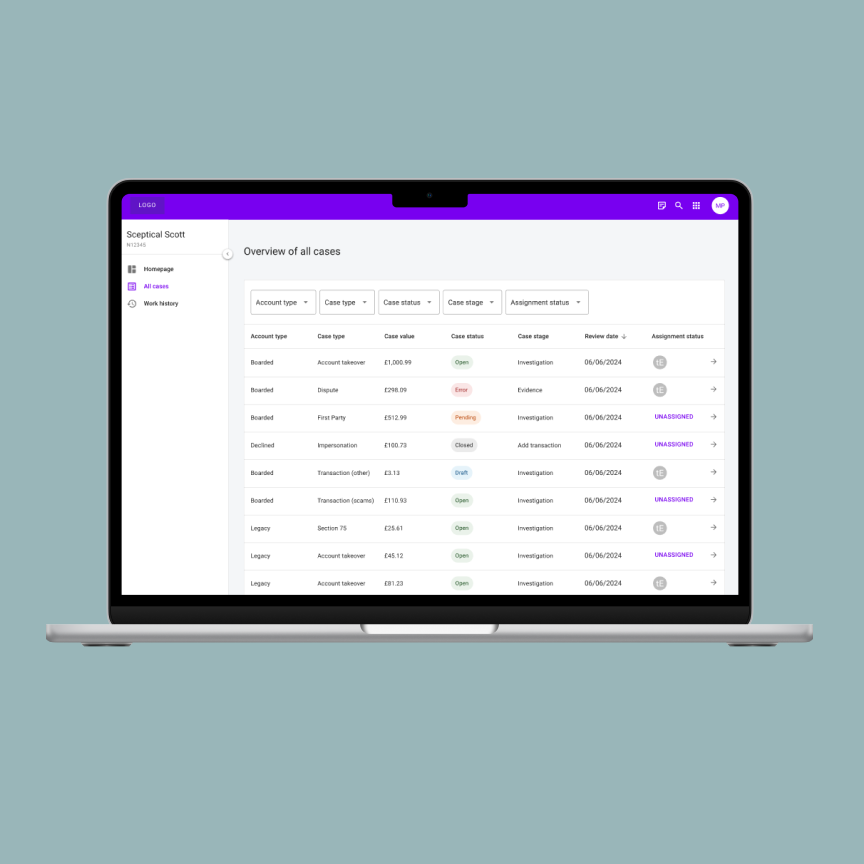 LOGO
MP
Sceptical Scott
N12345
Homepage
All cases
Work history
Overview of all cases
Account type Case type Case status Case stage Assignment status
Account type Case type Case value Case status Case stage Review date Assignment status
Boarded Account takeover £1,000.99 Open Investigation 06/06/2024 tE
Boarded Dispute £298.09 Error Evidence 06/06/2024 tE
Boarded First Party £512.99 Pending Investigation 06/06/2024 UNASSIGNED
Declined Impersonation £100.73 Closed Add transaction 06/06/2024 UNASSIGNED
Boarded Transaction (other) £3.13 Draft Investigation 06/06/2024 tE
Boarded Transaction (scams) £110.93 Open Investigation 06/06/2024 UNASSIGNED
Legacy Section 75 £25.61 Open Investigation 06/06/2024 tE
Legacy Account takeover £45.12 Open Investigation 06/06/2024 UNASSIGNED
Legacy Account takeover £81.23 Open Investigation 06/06/2024 tE